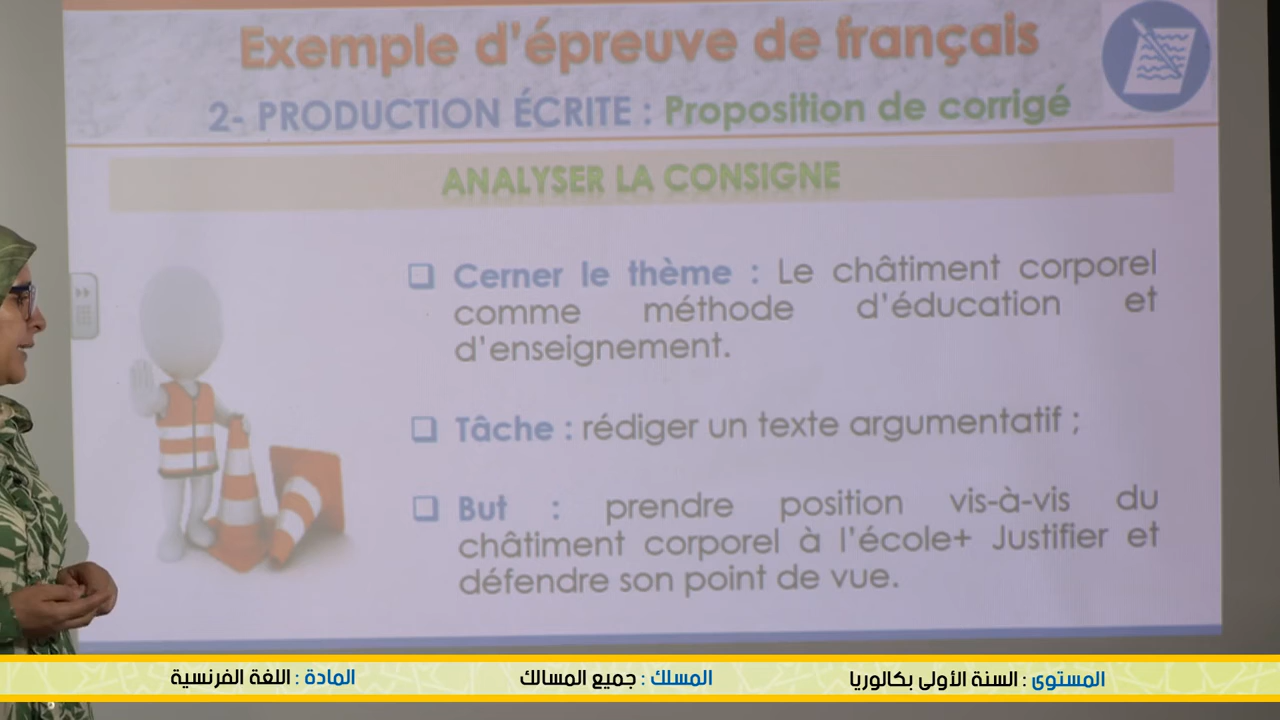 Exemple d'épreuve de français
2- PRODUCTION ÉCRITE : Proposition de corrigé
ANALYSER LA CONSIGNE
❑ Cerner le thème : Le châtiment corporel
comme méthode d'éducation et
d'enseignement.
❑ Tâche : rédiger un texte argumentatif ;
❑ But : prendre position vis-à-vis du
châtiment corporel à l'école+ Justifier et
défendre son point de vue.
المستوى : السنة الأولى بكالوريا المسلك : جميع المسالك المادة : اللغة الفرنسية